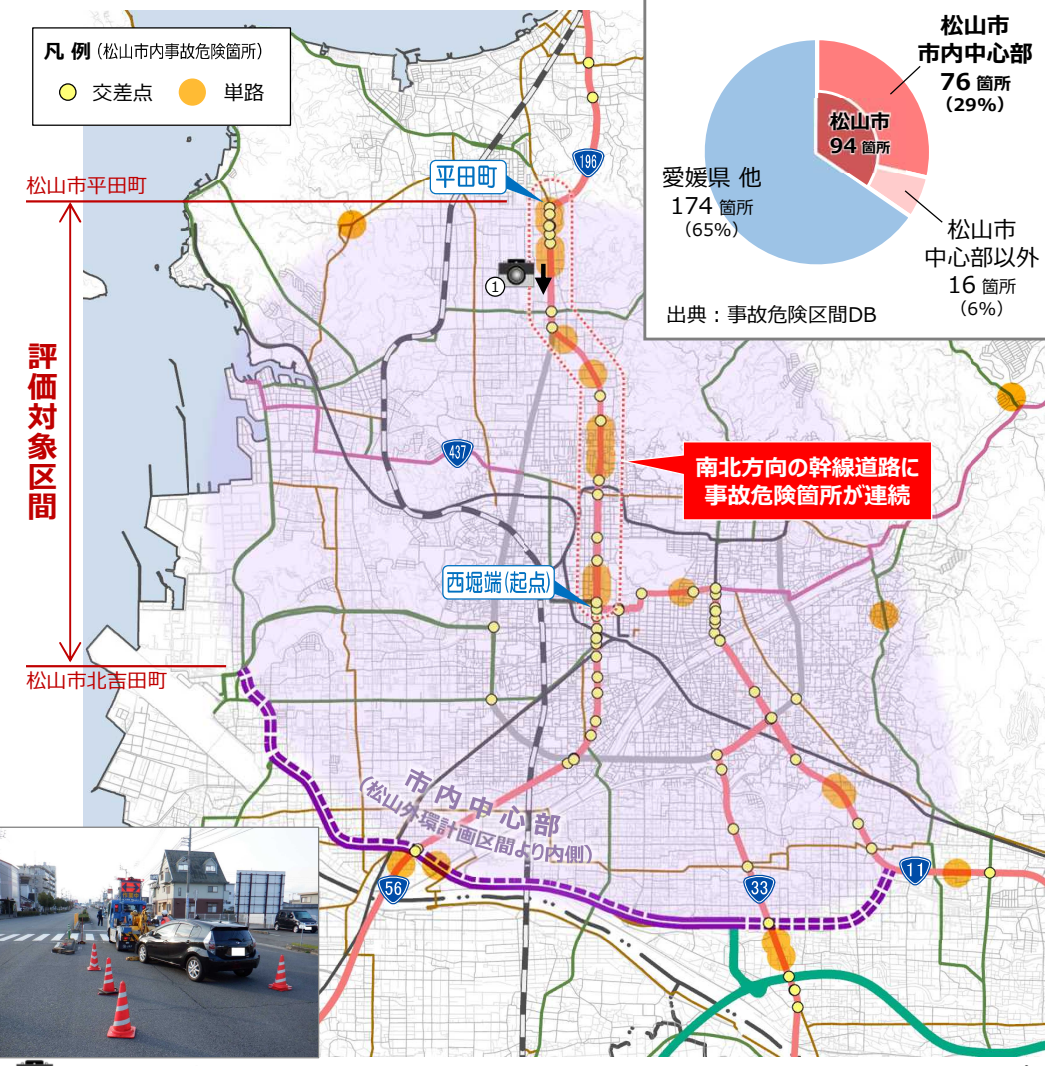 凡 例 (松山市内事故危険箇所)
交差点 単路
松山市
市内中心部
76 箇所
(29%)
松山市
94 箇所
愛媛県 他
174 箇所
(65%)
松山市
中心部以外
16 箇所
(6%)
出典：事故危険区間DB
196
平田町
松山市平田町
①
評価対象区間
437
南北方向の幹線道路に
事故危険箇所が連続
西堀端(起点)
松山市北吉田町
市内中心部
(松山外環計画区間より内側)
56
33
11